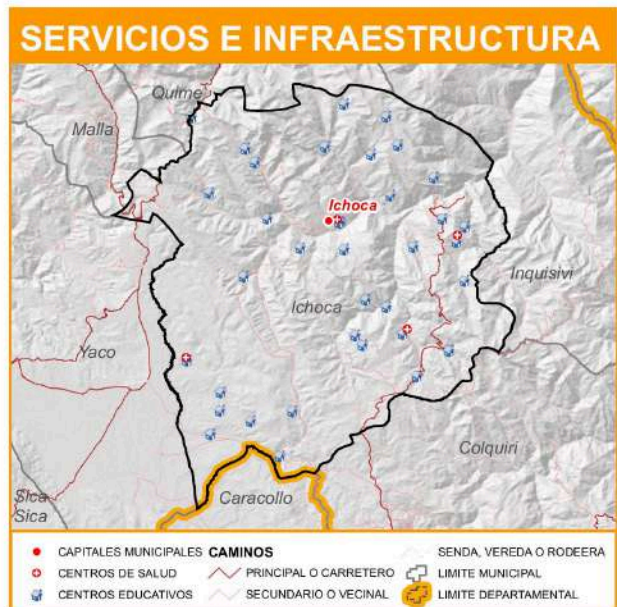 SERVICIOS E INFRAESTRUCTURA
Quime
Malla
Ichoca
Inquisivi
Ichoca
Yaco
Colquiri
Sica
Sica
Caracollo
CAPITALES MUNICIPALES
CENTROS DE SALUD
CENTROS EDUCATIVOS
CAMINOS
PRINCIPAL O CARRETERO
SECUNDARIO O VECINAL
SENDA, VEREDA O RODEERA
LIMITE MUNICIPAL
LIMITE DEPARTAMENTAL